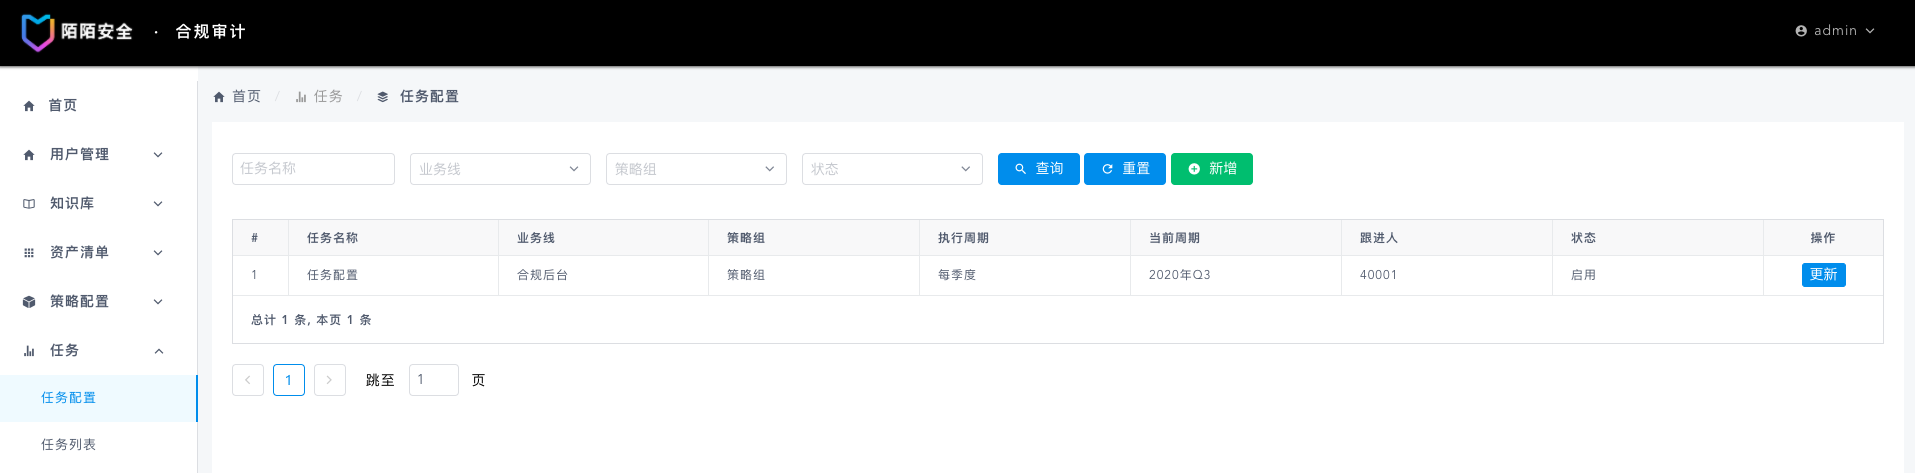 陌陌安全 · 合规审计
admin
首页
用户管理
知识库
资产清单
策略配置
任务
任务配置
任务列表
首页 / 任务 / 任务配置
任务名称 业务线 策略组 状态 查询 重置 新增
# 任务名称 业务线 策略组 执行周期 当前周期 跟进人 状态 操作
1 任务配置 合规后台 策略组 每季度 2020年Q3 40001 启用 更新
总计 1 条, 本页 1 条
1 跳至 1 页